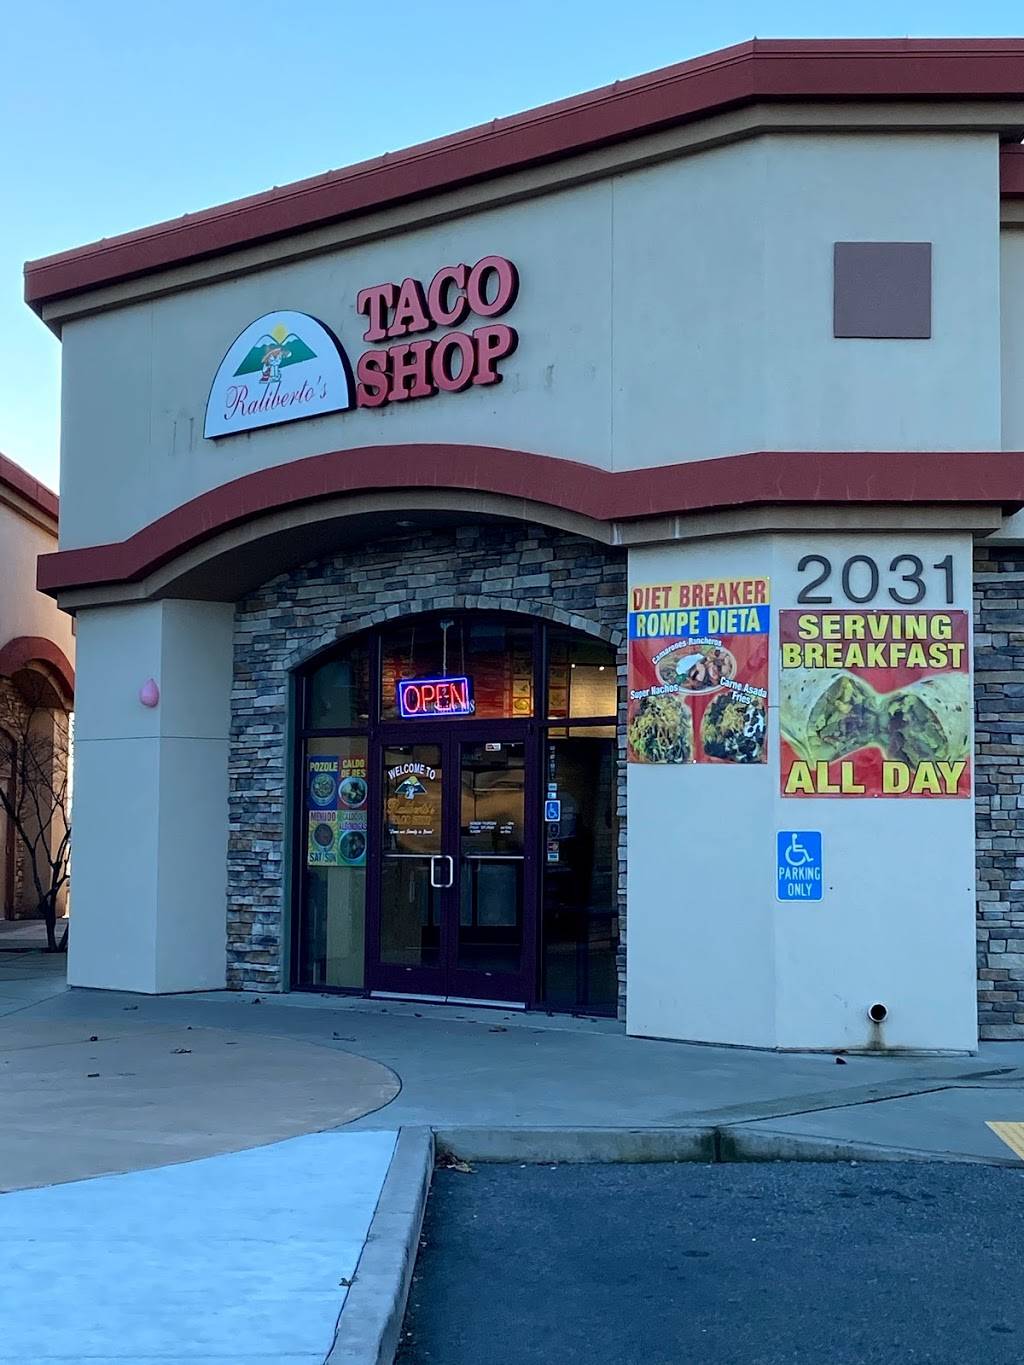 TACO
SHOP
Raliberto's
2031
DIET BREAKER
ROMPE DIETA
Camarones Rancheros
Super Nachos
Carne Asada
Fries
SERVING
BREAKFAST
ALL DAY
OPEN
POZOLE
CALDO
DE RES
MENUDO
SAT/SUN
WELCOME TO
PARKING
ONLY